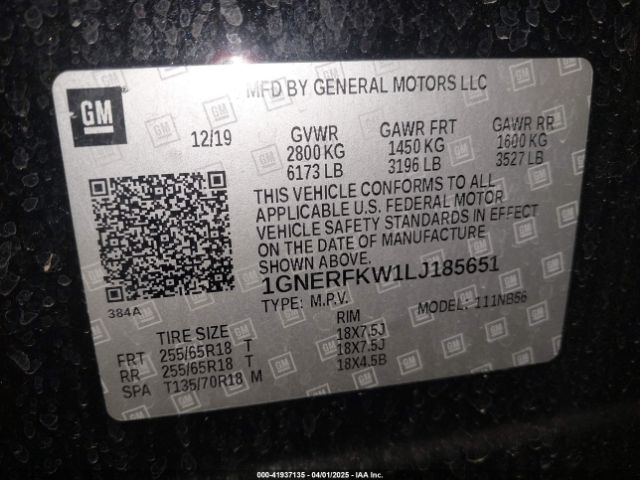 MFD BY GENERAL MOTORS LLC
GM
12/19 GVWR GAWR FRT GAWR RR
2800 KG 1450 KG 1600 KG
6173 LB 3196 LB 3527 LB
THIS VEHICLE CONFORMS TO ALL
APPLICABLE U.S. FEDERAL MOTOR
VEHICLE SAFETY STANDARDS IN EFFECT
ON THE DATE OF MANUFACTURE
1GNERFKW1LJ185651
TYPE: M.P.V. MODEL: 111NB56
384A
TIRE SIZE RIM
FRT 255/65R18 T 18X7.5J
RR 255/65R18 T 18X7.5J
SPA T135/70R18 M 18X4.5B
000-41937135 - 04/01/2025 - IAA Inc.